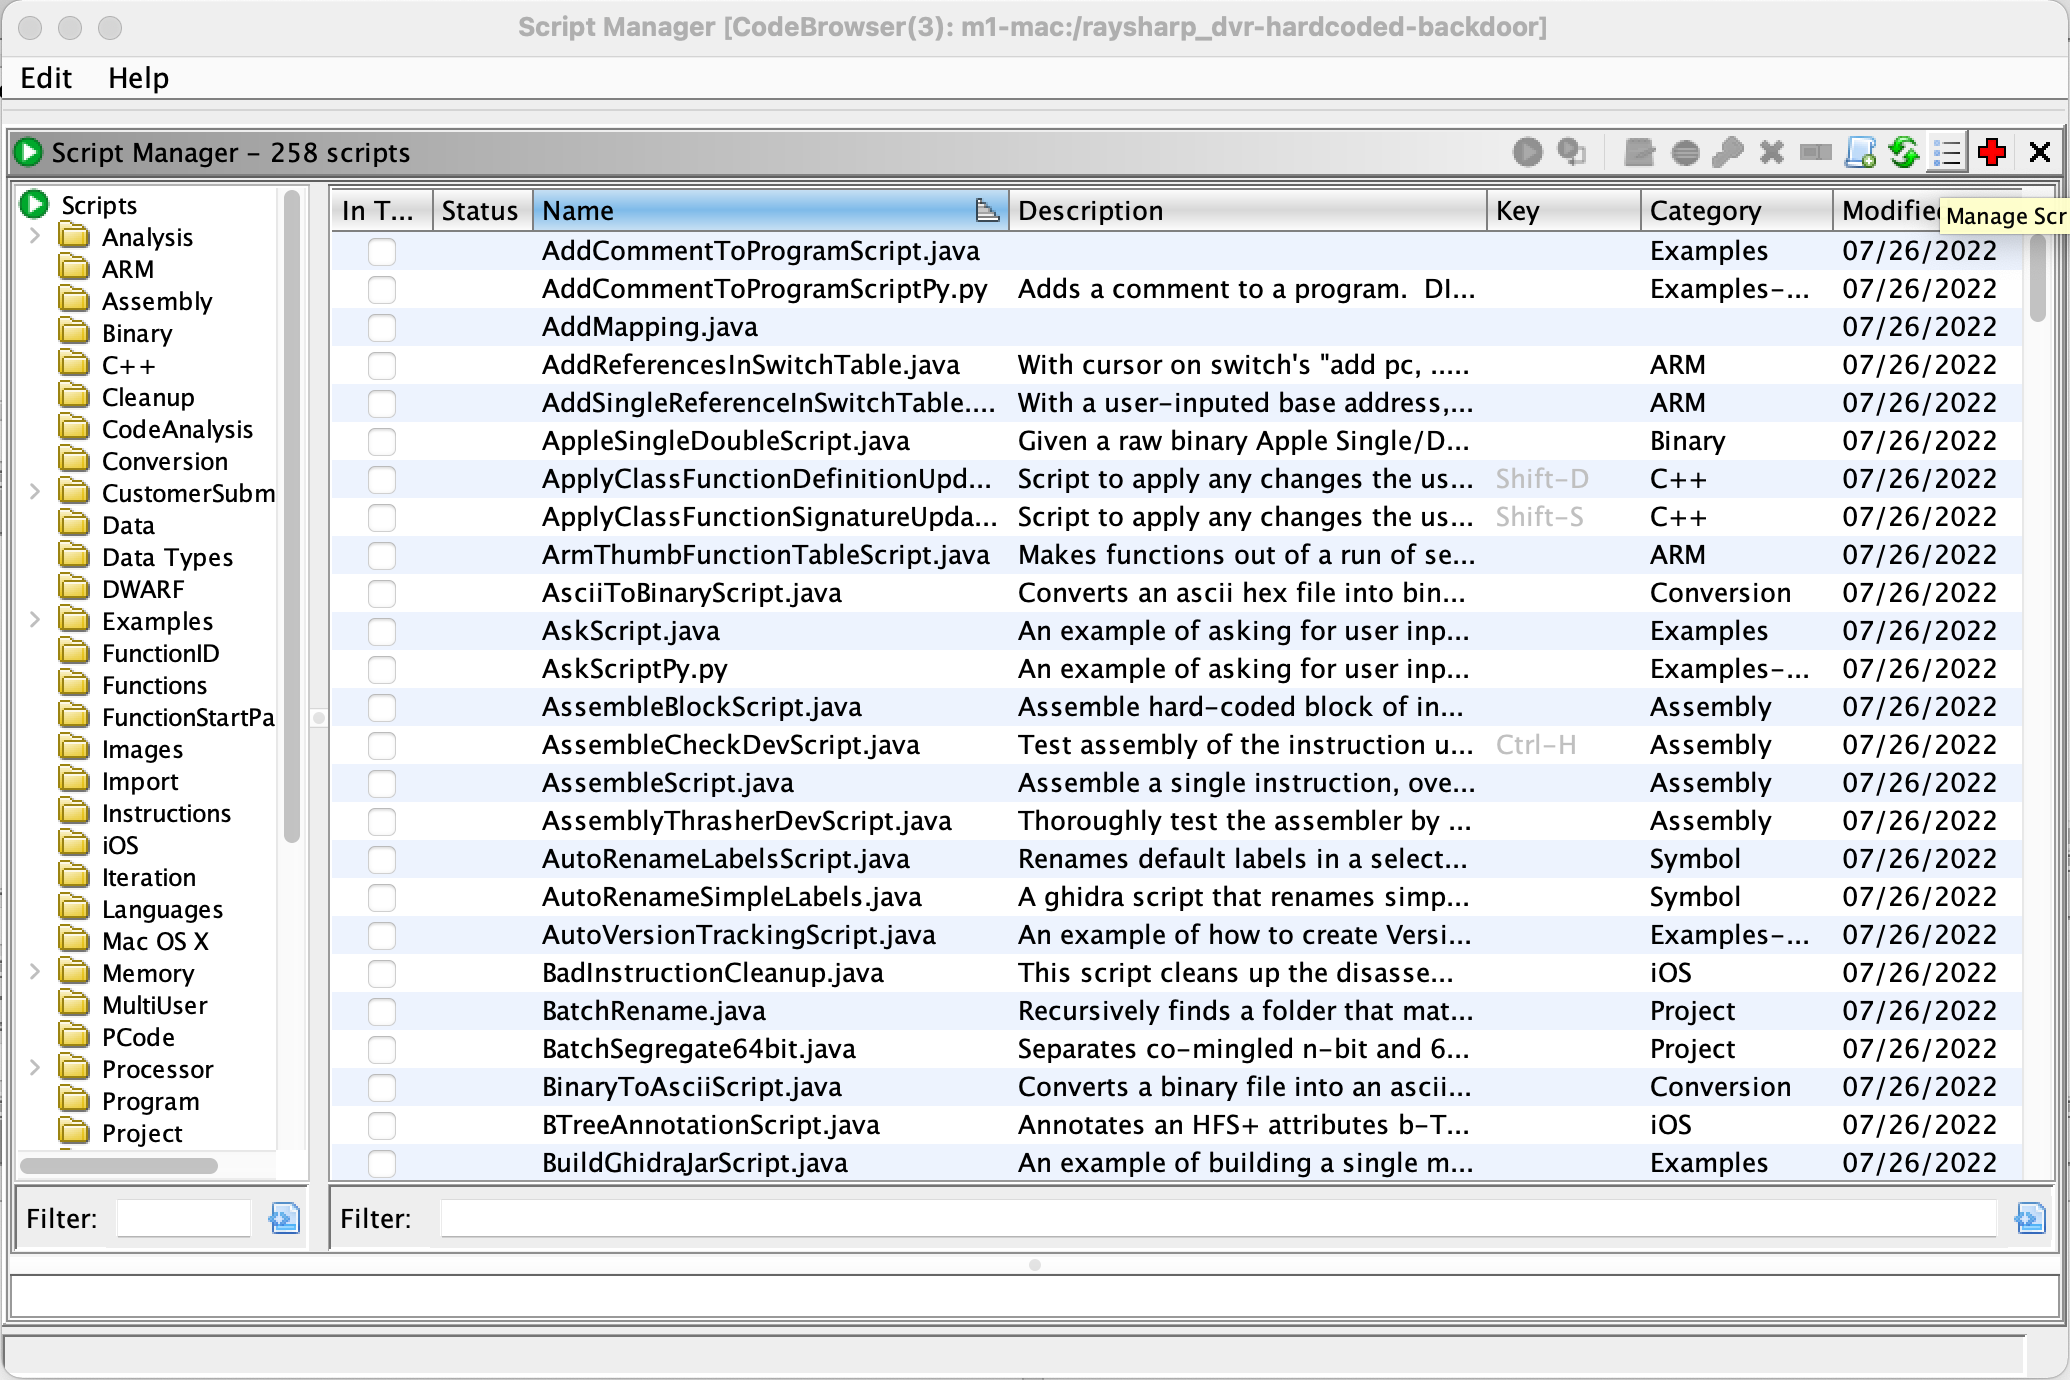 Script Manager [CodeBrowser(3): m1-mac:/raysharp_dvr-hardcoded-backdoor]
Edit Help
Script Manager – 258 scripts
Manage Scr
Scripts
Analysis
ARM
Assembly
Binary
C++
Cleanup
CodeAnalysis
Conversion
CustomerSubm
Data
Data Types
DWARF
Examples
FunctionID
Functions
FunctionStartPa
Images
Import
Instructions
iOS
Iteration
Languages
Mac OS X
Memory
MultiUser
PCode
Processor
Program
Project
Filter:
In T... Status Name Description Key Category Modifie
AddCommentToProgramScript.java Examples 07/26/2022
AddCommentToProgramScriptPy.py Adds a comment to a program.  DI... Examples-... 07/26/2022
AddMapping.java 07/26/2022
AddReferencesInSwitchTable.java With cursor on switch's "add pc, ..... ARM 07/26/2022
AddSingleReferenceInSwitchTable.... With a user-inputed base address,... ARM 07/26/2022
AppleSingleDoubleScript.java Given a raw binary Apple Single/D... Binary 07/26/2022
ApplyClassFunctionDefinitionUpd... Script to apply any changes the us... Shift-D C++ 07/26/2022
ApplyClassFunctionSignatureUpda... Script to apply any changes the us... Shift-S C++ 07/26/2022
ArmThumbFunctionTableScript.java Makes functions out of a run of se... ARM 07/26/2022
AsciiToBinaryScript.java Converts an ascii hex file into bin... Conversion 07/26/2022
AskScript.java An example of asking for user inp... Examples 07/26/2022
AskScriptPy.py An example of asking for user inp... Examples-... 07/26/2022
AssembleBlockScript.java Assemble hard-coded block of in... Assembly 07/26/2022
AssembleCheckDevScript.java Test assembly of the instruction u... Ctrl-H Assembly 07/26/2022
AssembleScript.java Assemble a single instruction, ove... Assembly 07/26/2022
AssemblyThrasherDevScript.java Thoroughly test the assembler by ... Assembly 07/26/2022
AutoRenameLabelsScript.java Renames default labels in a select... Symbol 07/26/2022
AutoRenameSimpleLabels.java A ghidra script that renames simp... Symbol 07/26/2022
AutoVersionTrackingScript.java An example of how to create Versi... Examples-... 07/26/2022
BadInstructionCleanup.java This script cleans up the disasse... iOS 07/26/2022
BatchRename.java Recursively finds a folder that mat... Project 07/26/2022
BatchSegregate64bit.java Separates co-mingled n-bit and 6... Project 07/26/2022
BinaryToAsciiScript.java Converts a binary file into an ascii... Conversion 07/26/2022
BTreeAnnotationScript.java Annotates an HFS+ attributes b-T... iOS 07/26/2022
BuildGhidraJarScript.java An example of building a single m... Examples 07/26/2022
Filter: